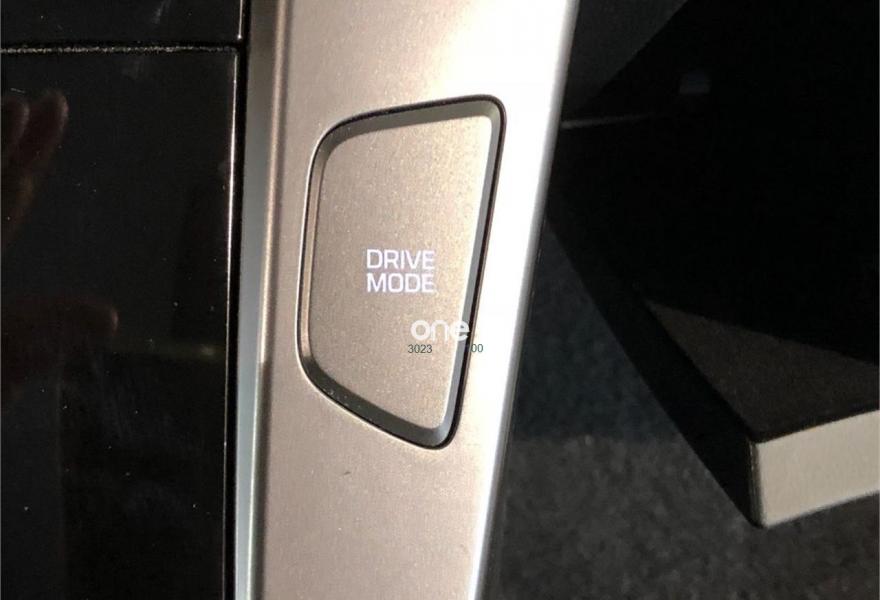 DRIVE
MODE
one
3023 00